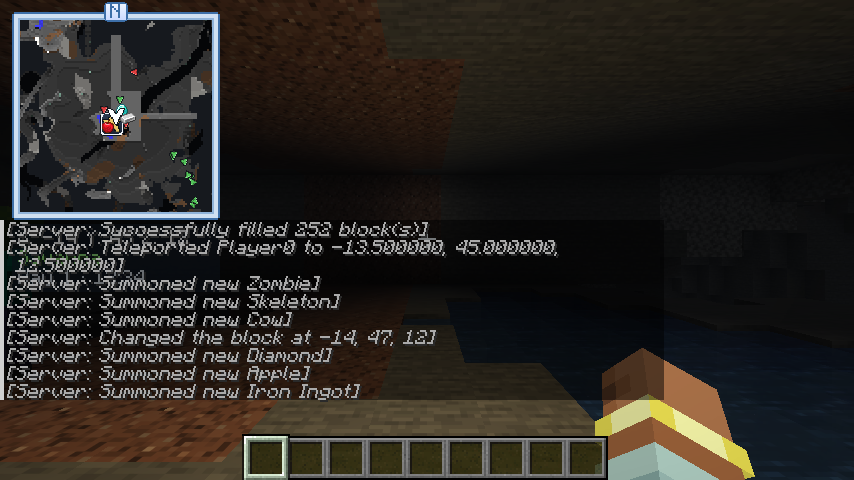 N
[Server: Successfully filled 252 block(s)]
[Server: Teleported Player0 to -13.500000, 45.000000,
12.500000]
[Server: Summoned new Zombie]
[Server: Summoned new Skeleton]
[Server: Summoned new Cow]
[Server: Changed the block at -14, 47, 12]
[Server: Summoned new Diamond]
[Server: Summoned new Apple]
[Server: Summoned new Iron Ingot]